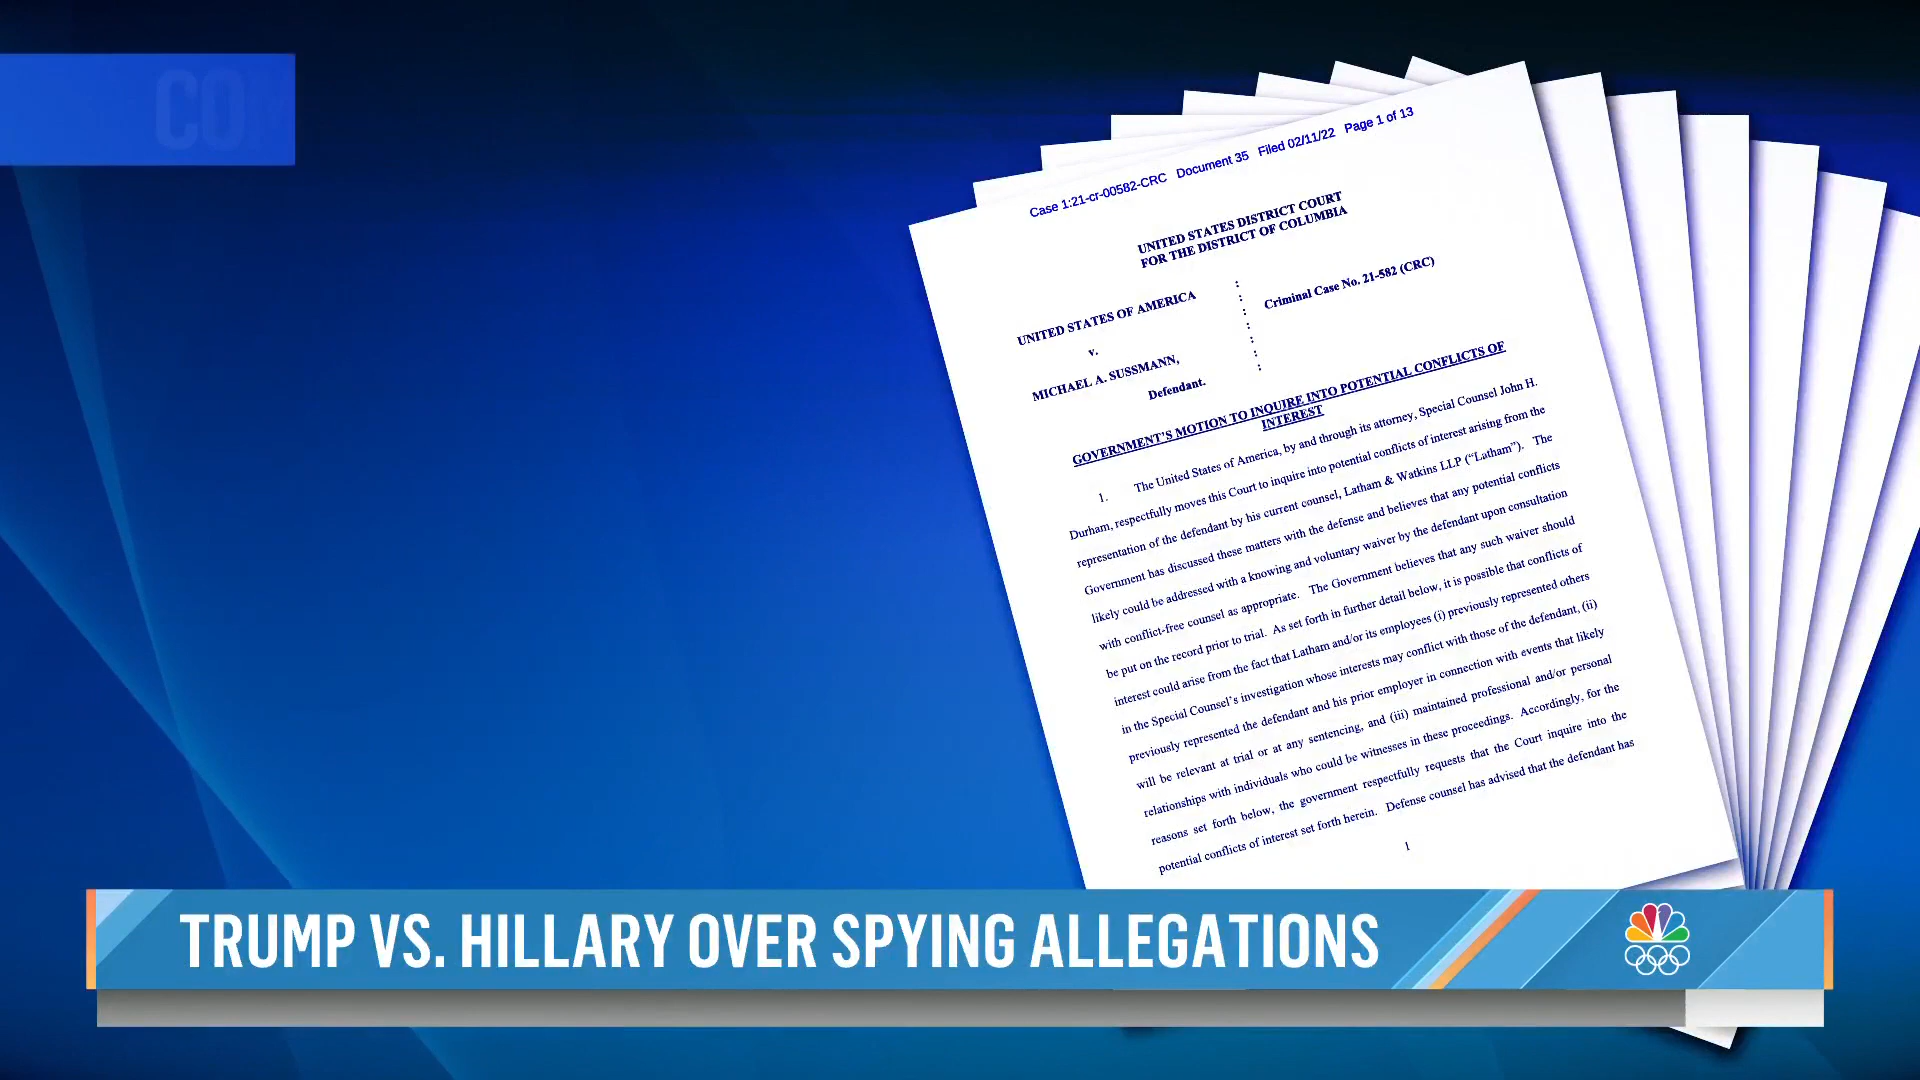 CO
Case 1:21-cr-00582-CRC Document 35 Filed 02/11/22 Page 1 of 13
UNITED STATES DISTRICT COURT
FOR THE DISTRICT OF COLUMBIA
UNITED STATES OF AMERICA
v.
MICHAEL A. SUSSMANN,
Defendant.
:
:
:
:
:
:
:
Criminal Case No. 21-582 (CRC)
GOVERNMENT'S MOTION TO INQUIRE INTO POTENTIAL CONFLICTS OF
INTEREST
1. The United States of America, by and through its attorney, Special Counsel John H.
Durham, respectfully moves this Court to inquire into potential conflicts of interest arising from the
representation of the defendant by his current counsel, Latham & Watkins LLP (“Latham”). The
Government has discussed these matters with the defense and believes that any potential conflicts
likely could be addressed with a knowing and voluntary waiver by the defendant upon consultation
with conflict-free counsel as appropriate. The Government believes that any such waiver should
be put on the record prior to trial. As set forth in further detail below, it is possible that conflicts of
interest could arise from the fact that Latham and/or its employees (i) previously represented others
in the Special Counsel’s investigation whose interests may conflict with those of the defendant, (ii)
previously represented the defendant and his prior employer in connection with events that likely
will be relevant at trial or at any sentencing, and (iii) maintained professional and/or personal
relationships with individuals who could be witnesses in these proceedings. Accordingly, for the
reasons set forth below, the government respectfully requests that the Court inquire into the
potential conflicts of interest set forth herein. Defense counsel has advised that the defendant has
1
TRUMP VS. HILLARY OVER SPYING ALLEGATIONS